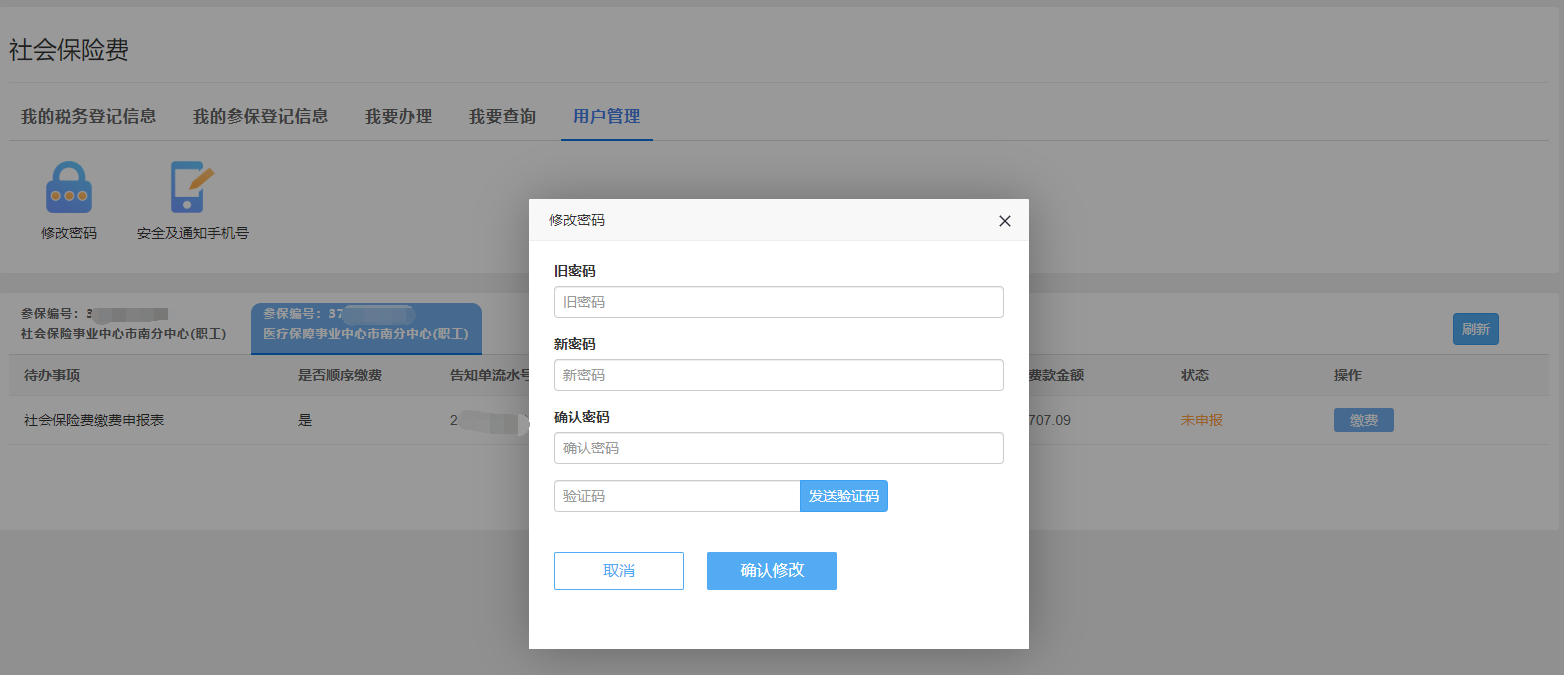 社会保险费
我的税务登记信息 我的参保登记信息 我要办理 我要查询 用户管理
修改密码 安全及通知手机号
修改密码
旧密码
旧密码
新密码
新密码
确认密码
确认密码
验证码 发送验证码
取消 确认修改
参保编号：3
社会保险事业中心市南分中心(职工)
参保编号：37
医疗保障事业中心市南分中心(职工)
刷新
待办事项 是否顺序缴费 告知单流水号 费款金额 状态 操作
社会保险费缴费申报表 是 2 707.09 未申报 缴费